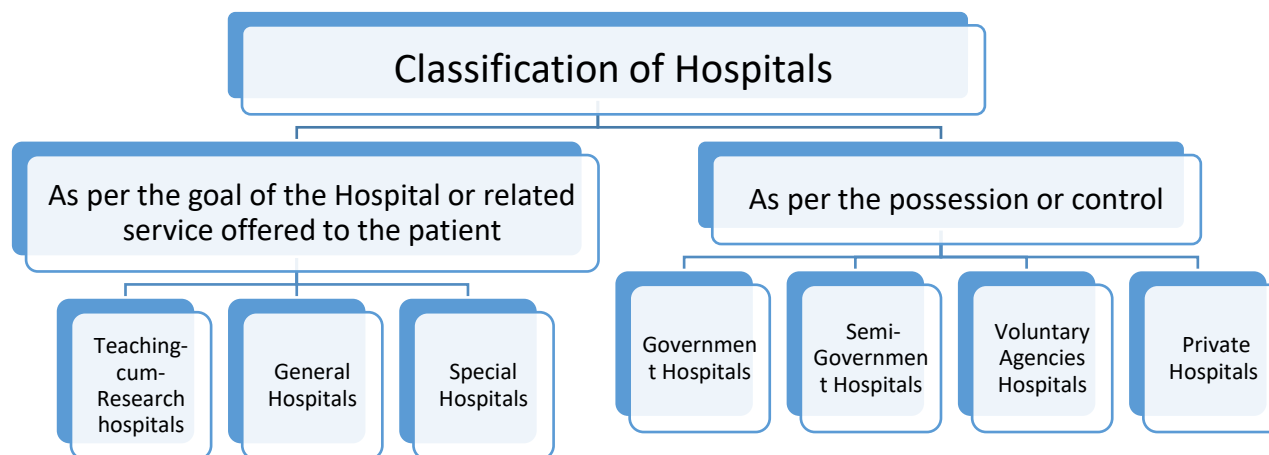 Classification of Hospitals
As per the goal of the Hospital or related
service offered to the patient
As per the possession or control
Teaching-
cum-
Research
hospitals
General
Hospitals
Special
Hospitals
Governmen
t Hospitals
Semi-
Governmen
t Hospitals
Voluntary
Agencies
Hospitals
Private
Hospitals